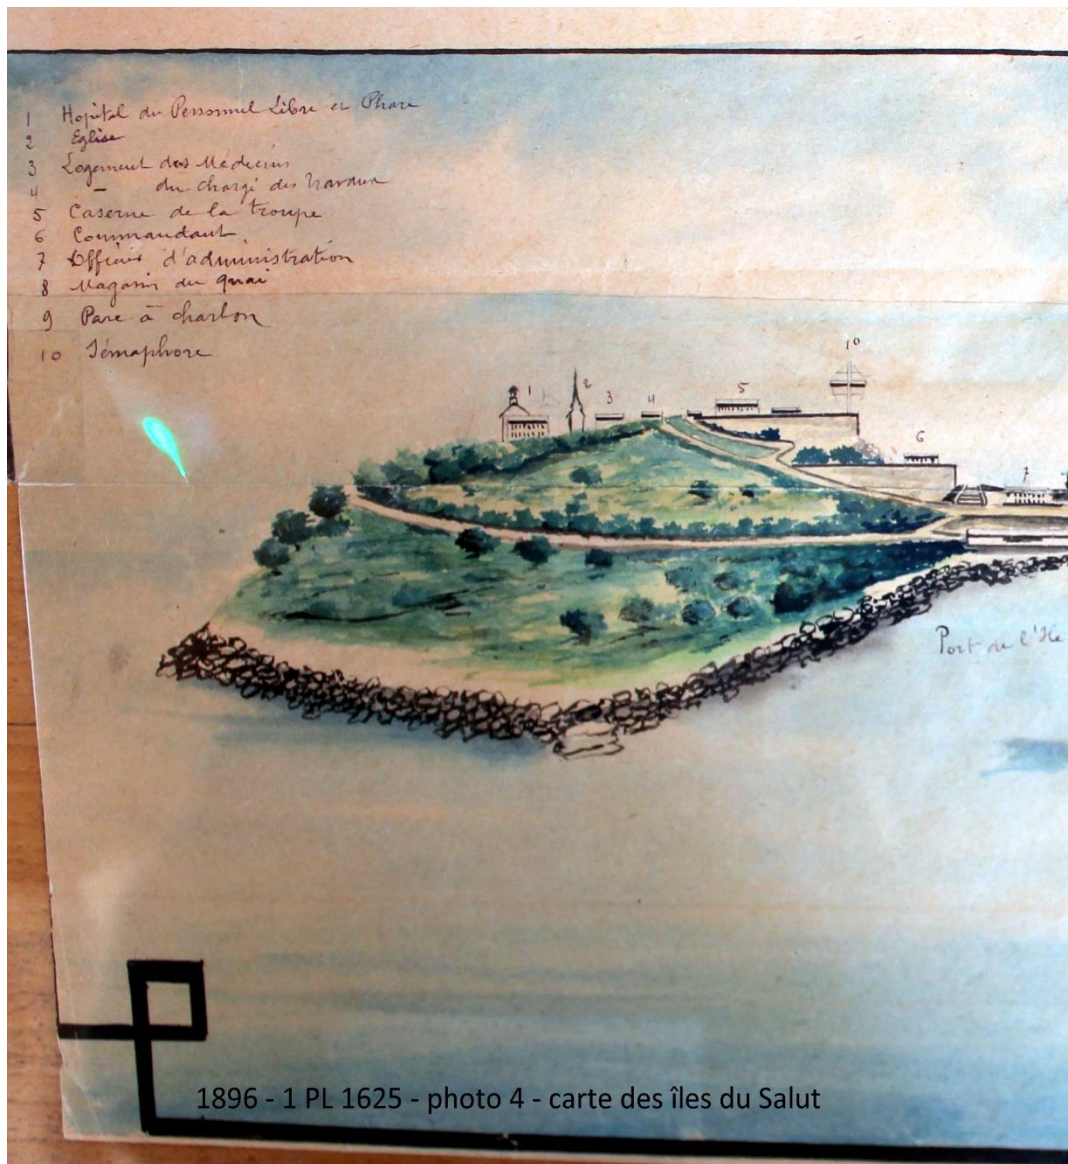 1 Hopital du Personnel Libre et Phare
2 Eglise
3 Logement des Médecins
4 – du chargé des travaux
5 Caserne de la troupe
6 Commandant
7 Officiers d'administration
8 Magasin du quai
9 Parc à charbon
10 Sémaphore
1 2 3 4 5 10
6
7
Port de l'Ile
1896 - 1 PL 1625 - photo 4 - carte des îles du Salut